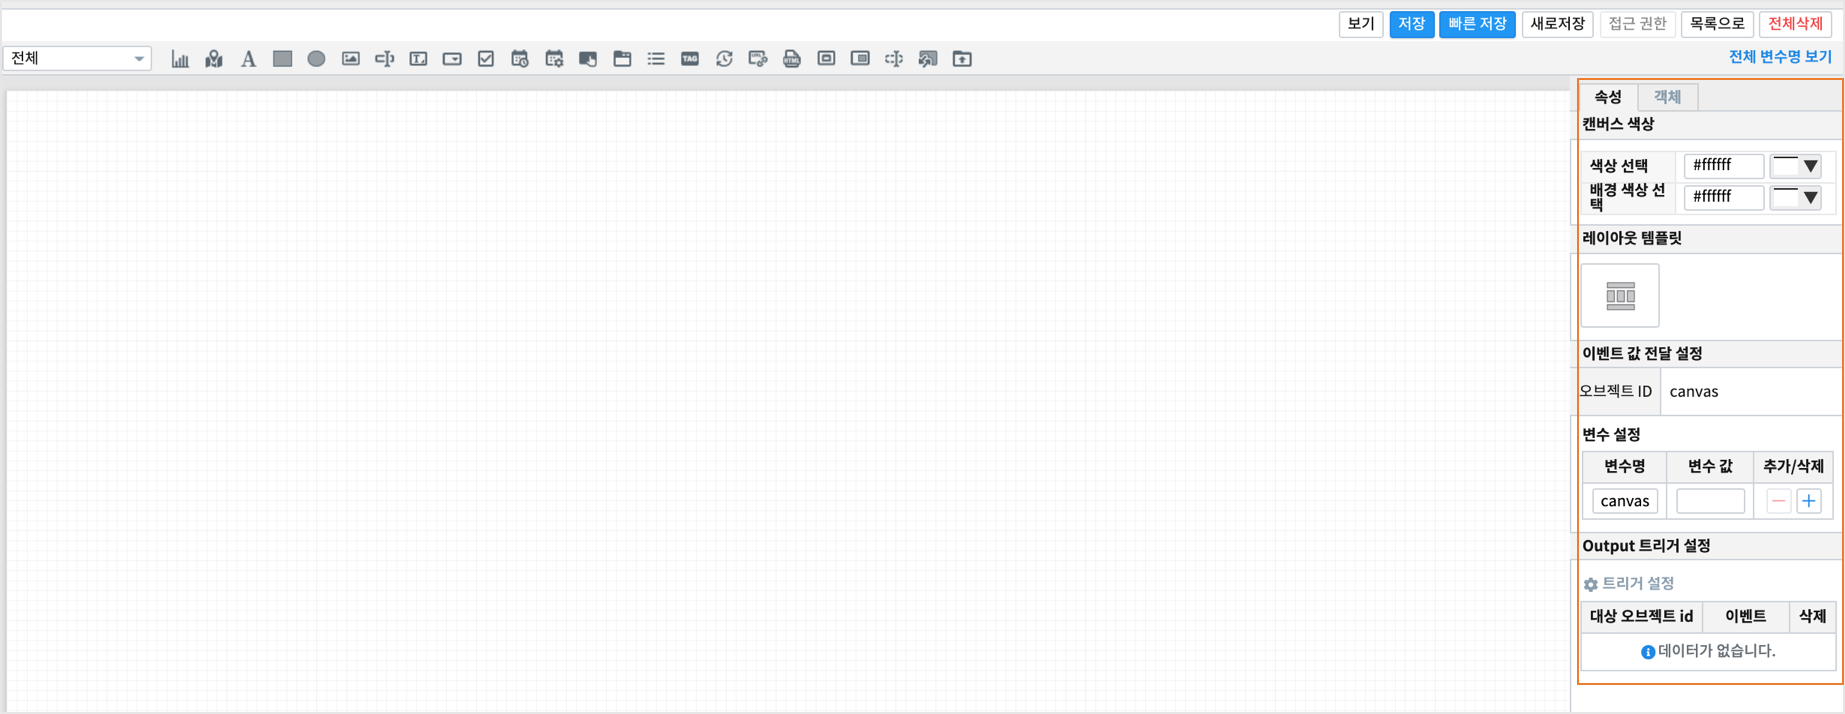 보기 저장 빠른 저장 새로저장 접근 권한 목록으로 전체삭제
전체 A T TAG HTML 전체 변수명 보기
속성 객체
캔버스 색상
색상 선택 #ffffff
배경 색상 선
택 #ffffff
레이아웃 템플릿
이벤트 값 전달 설정
오브젝트 ID canvas
변수 설정
변수명 변수 값 추가/삭제
canvas
Output 트리거 설정
트리거 설정
대상 오브젝트 id 이벤트 삭제
데이터가 없습니다.